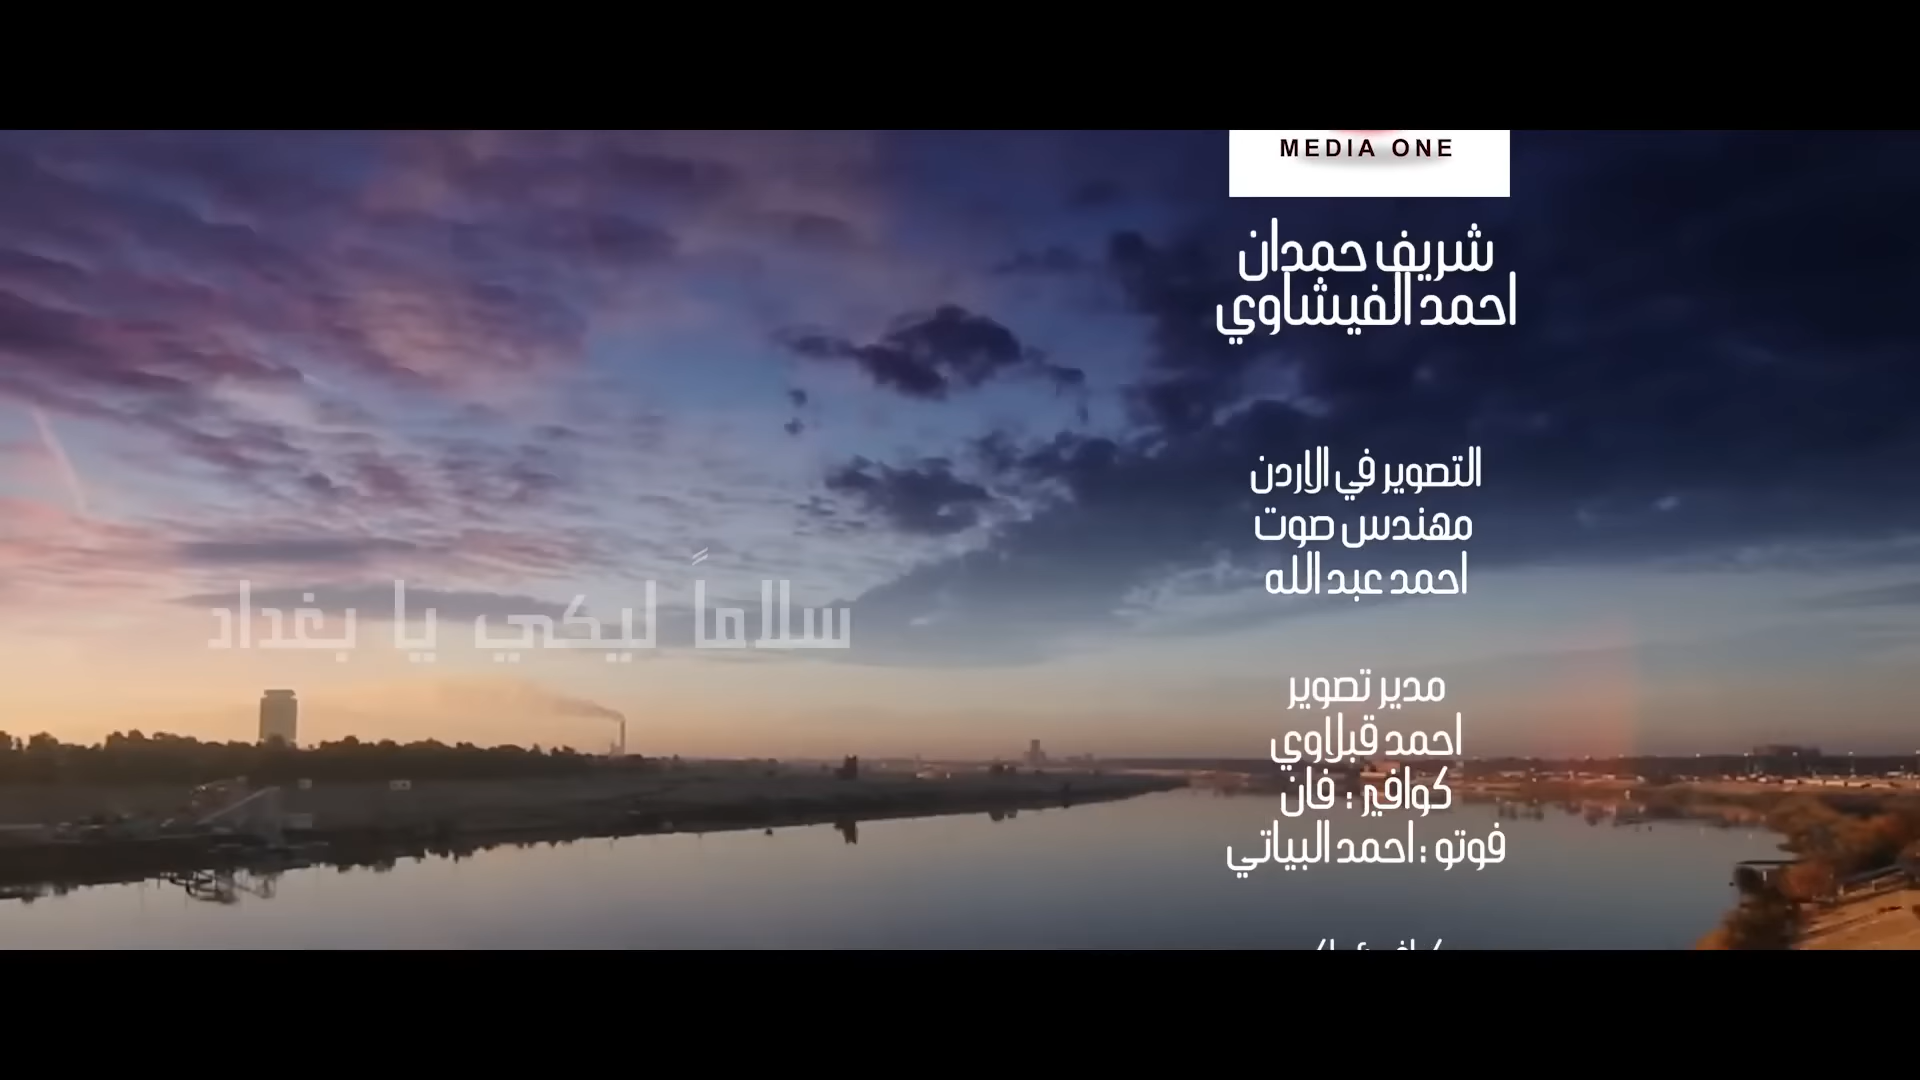 MEDIA ONE
شريف حمدان
احمد الفيشاوي
التصوير في الاردن
مهندس صوت
احمد عبد الله
سلاماً ليكي يا بغداد
مدير تصوير
احمد قبلاوي
كوافير : فان
فوتو : احمد البياتي